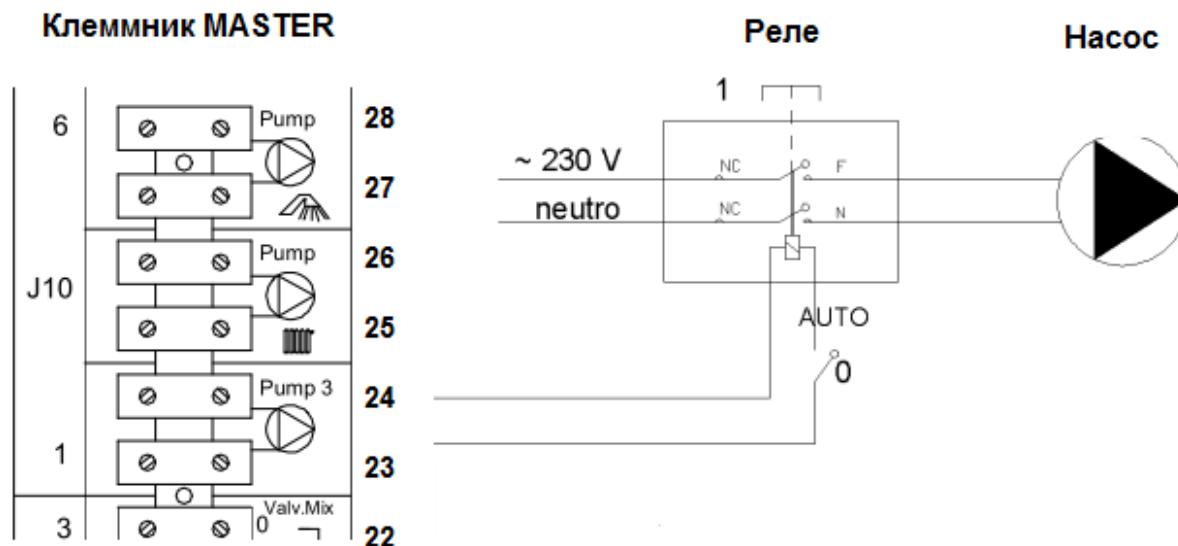 Клеммник MASTER
Реле
Насос
6
Pump
28
27
J10
Pump
26
25
Pump 3
24
1
23
3
Valv.Mix
0
22
1
~ 230 V
NC
F
neutro
NC
N
AUTO
0